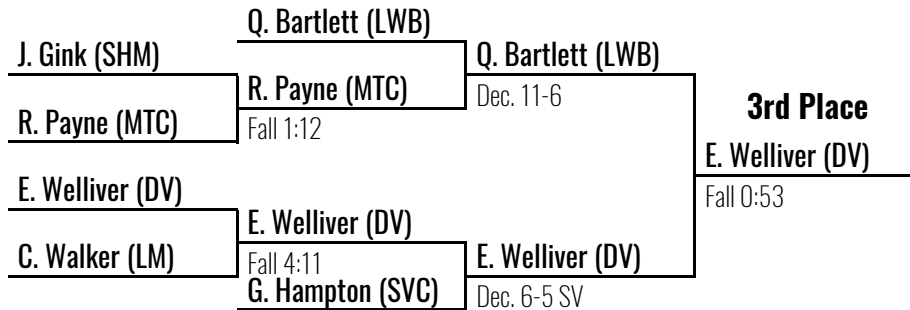 Q. Bartlett (LWB)
J. Gink (SHM)
Q. Bartlett (LWB)
R. Payne (MTC)
Dec. 11-6
3rd Place
R. Payne (MTC)
Fall 1:12
E. Welliver (DV)
E. Welliver (DV)
Fall 0:53
E. Welliver (DV)
C. Walker (LM)
Fall 4:11
E. Welliver (DV)
G. Hampton (SVC)
Dec. 6-5 SV